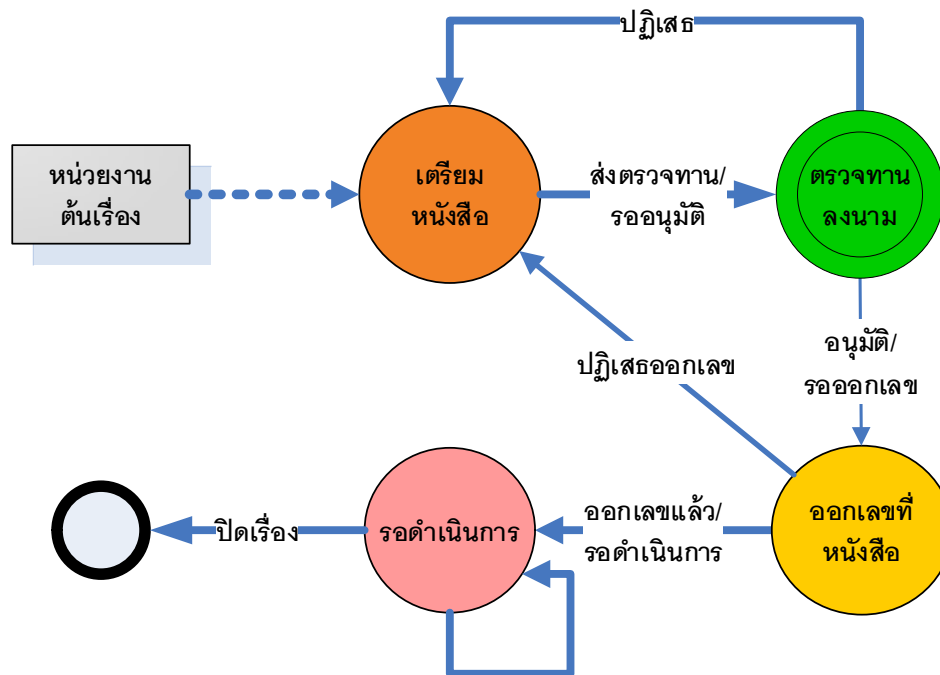 ปฏิเสธ
หน่วยงาน
ต้นเรื่อง
เตรียม
หนังสือ
ส่งตรวจทาน/
รออนุมัติ
ตรวจทาน
ลงนาม
อนุมัติ/
รอออกเลข
ปฏิเสธออกเลข
ปิดเรื่อง
รอดำเนินการ
ออกเลขแล้ว/
รอดำเนินการ
ออกเลขที่
หนังสือ